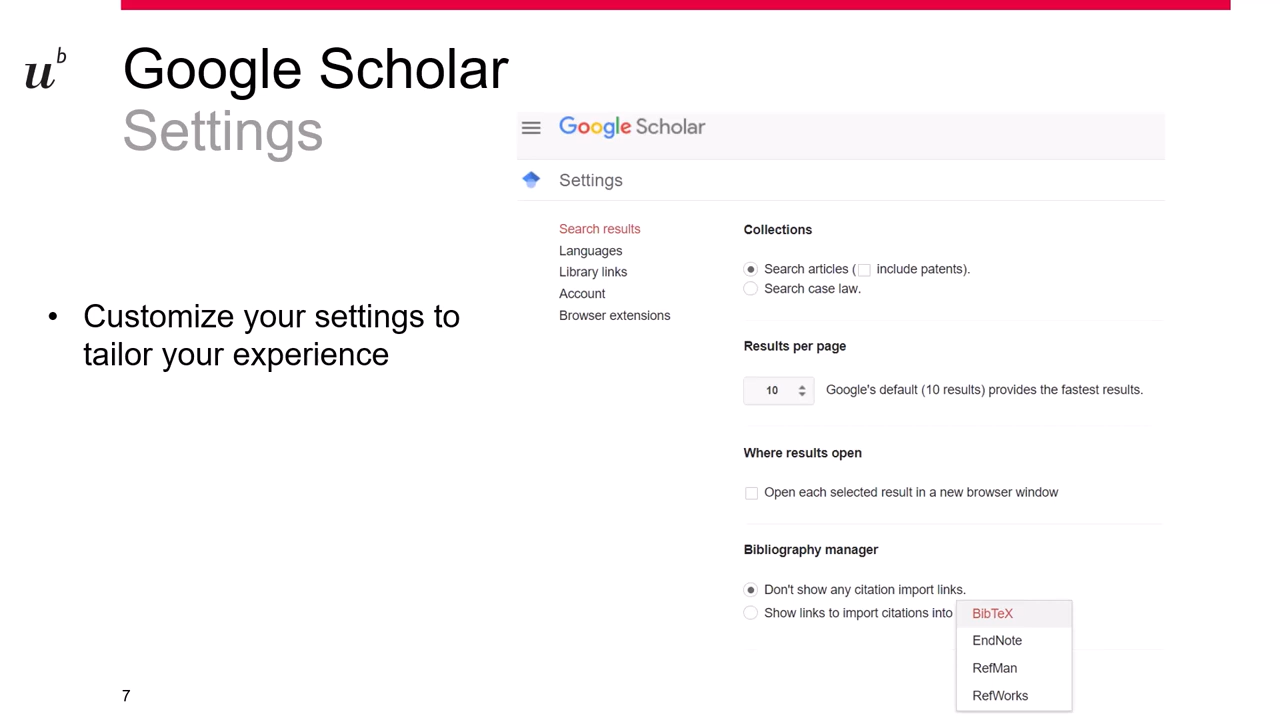 u b
Google Scholar
Settings
• Customize your settings to
tailor your experience
Google Scholar
Settings
Search results
Languages
Library links
Account
Browser extensions
Collections
Search articles ( include patents).
Search case law.
Results per page
10 Google's default (10 results) provides the fastest results.
Where results open
Open each selected result in a new browser window
Bibliography manager
Don't show any citation import links.
Show links to import citations into
BibTeX
EndNote
RefMan
RefWorks
7